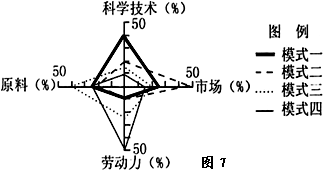 科学技术(%)
50
图 例
模式一
模式二
模式三
模式四
50
原料(%)
50
市场(%)
50
劳动力(%)
图 7